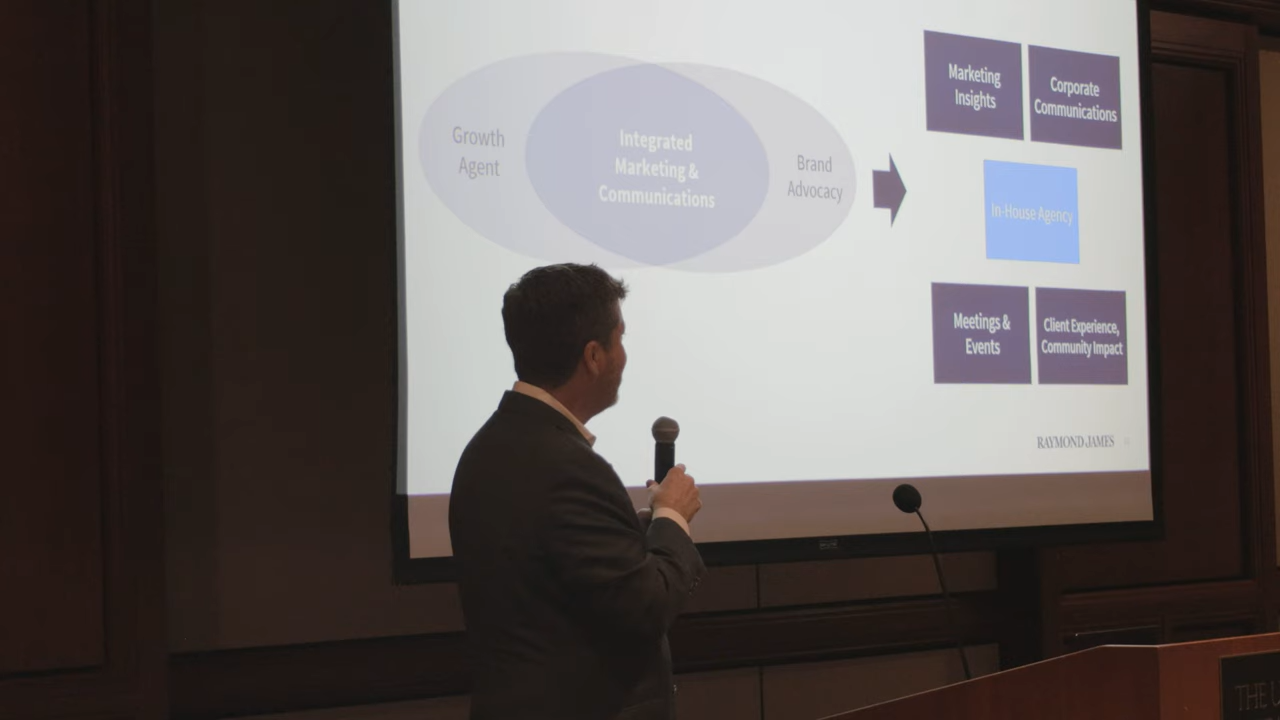 Growth
Agent
Integrated
Marketing &
Communications
Brand
Advocacy
Marketing
Insights
Corporate
Communications
In-House Agency
Meetings &
Events
Client Experience,
Community Impact
RAYMOND JAMES
THE